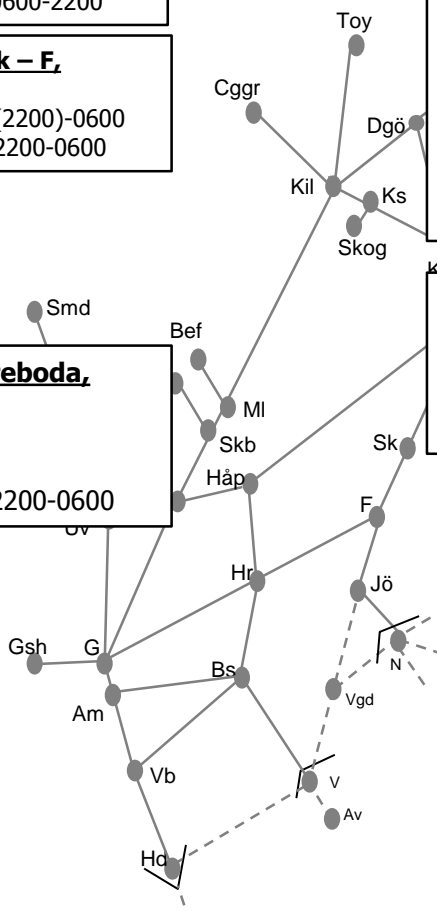 0600-2200
k – F,
(2200)-0600
2200-0600
Toy
Cggr
Dgö
Kil
Ks
Skog
Smd
Bef
reboda,
2200-0600
Ml
Skb
Håp
Sk
F
Hr
Jö
Gsh
G
Bs
N
Vgd
Am
Vb
V
Av
Hd